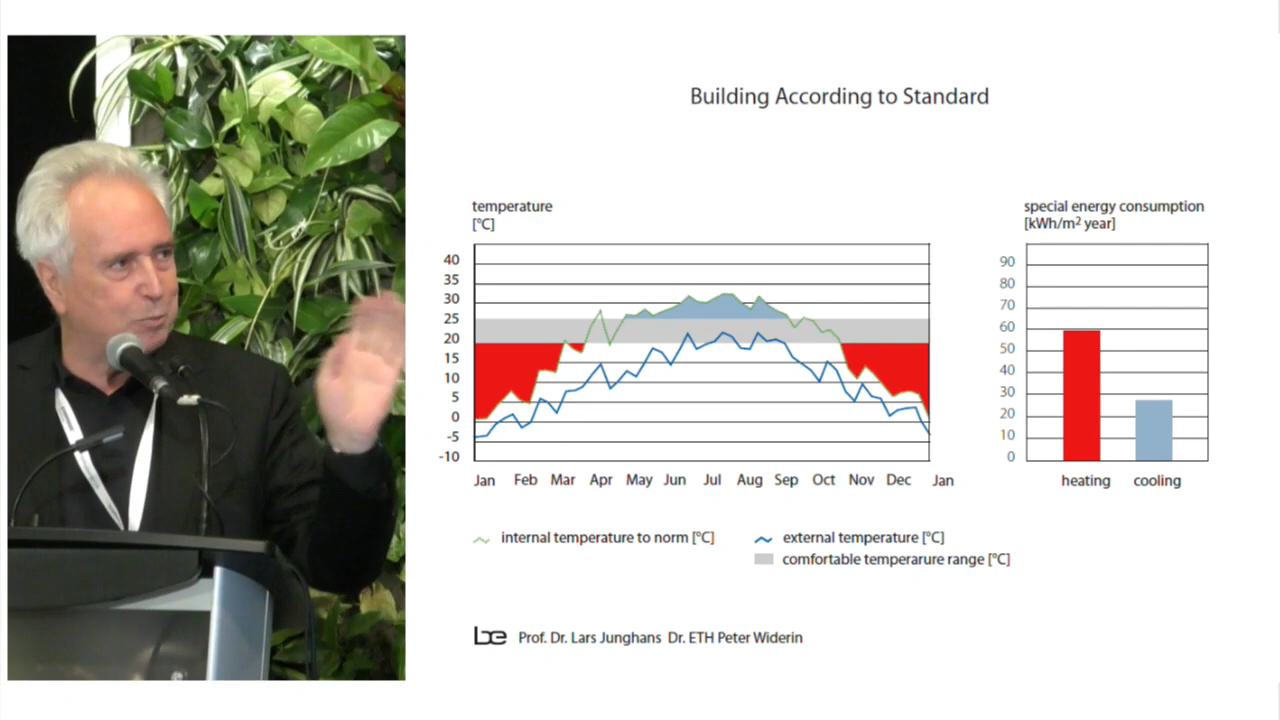 Building According to Standard
temperature
[°C]
special energy consumption
[kWh/m² year]
40
35
30
25
20
15
10
5
0
-5
-10
Jan Feb Mar Apr May Jun Jul Aug Sep Oct Nov Dec Jan
90
80
70
60
50
40
30
20
10
0
heating cooling
internal temperature to norm [°C]
external temperature [°C]
comfortable temperarure range [°C]
be Prof. Dr. Lars Junghans Dr. ETH Peter Widerin